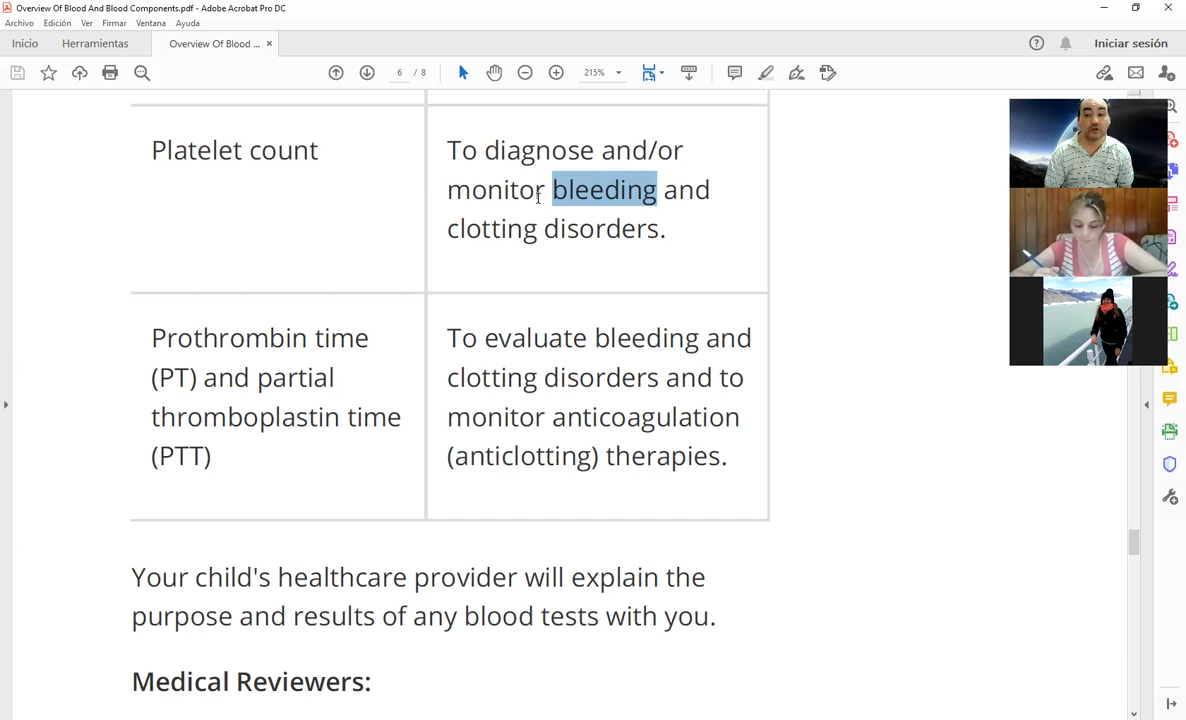 Overview Of Blood And Blood Components.pdf - Adobe Acrobat Pro DC
Archivo Edición Ver Firmar Ventana Ayuda
Inicio Herramientas Overview Of Blood ... Iniciar sesión
6 / 8 215%
Platelet count
To diagnose and/or
monitor bleeding and
clotting disorders.
Prothrombin time
(PT) and partial
thromboplastin time
(PTT)
To evaluate bleeding and
clotting disorders and to
monitor anticoagulation
(anticlotting) therapies.
Your child's healthcare provider will explain the
purpose and results of any blood tests with you.
Medical Reviewers: